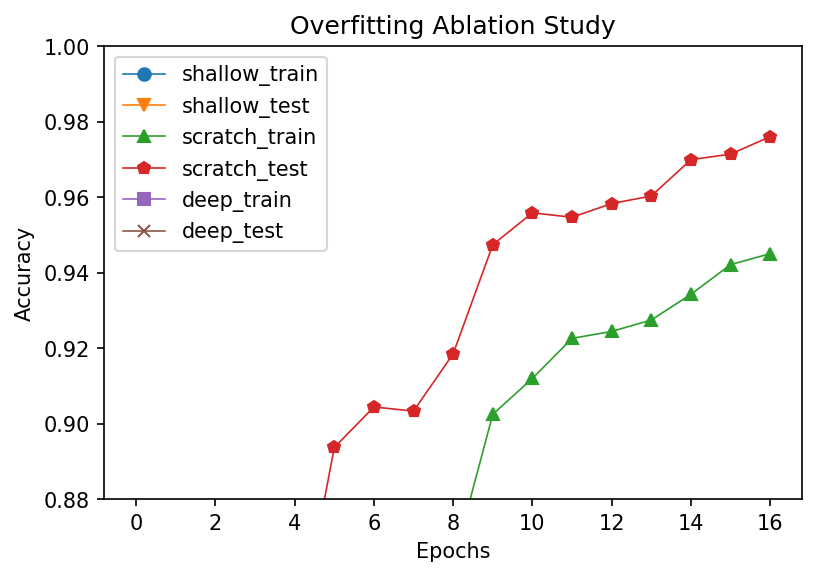 Overfitting Ablation Study
1.00
0.98
0.96
0.94
0.92
0.90
0.88
Accuracy
shallow_train
shallow_test
scratch_train
scratch_test
deep_train
deep_test
0 2 4 6 8 10 12 14 16
Epochs